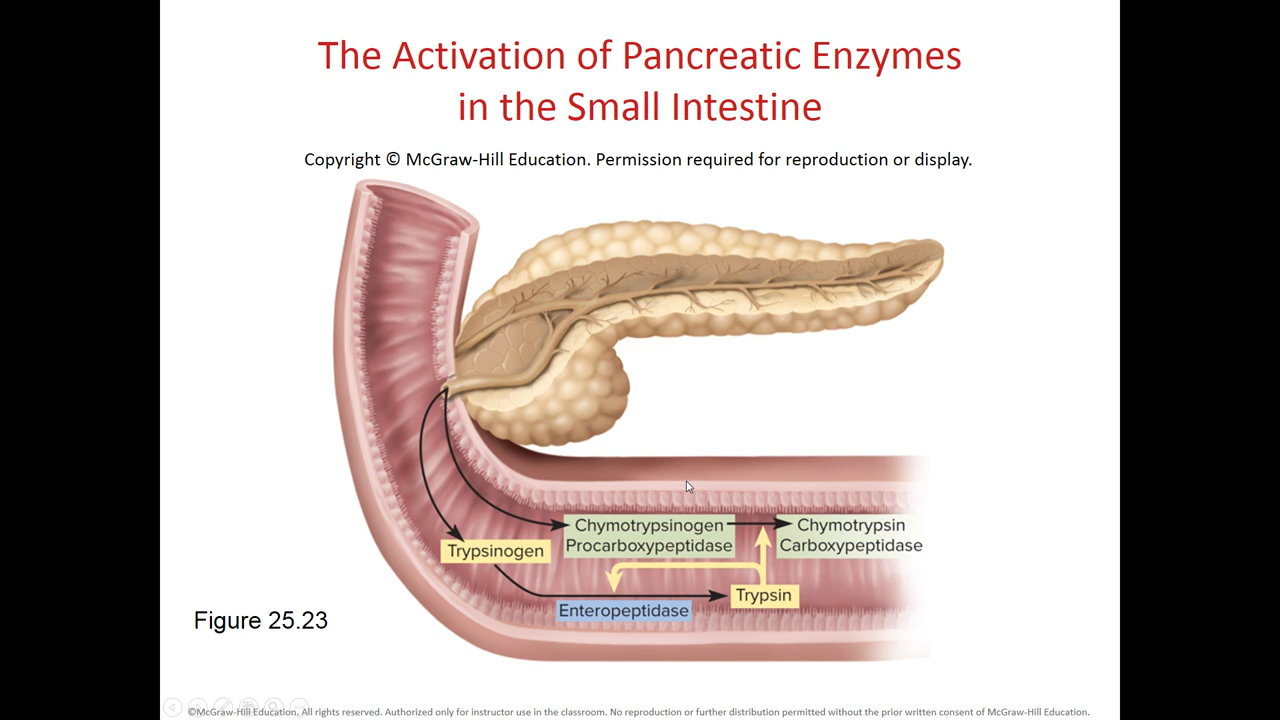 The Activation of Pancreatic Enzymes
in the Small Intestine
Copyright © McGraw-Hill Education. Permission required for reproduction or display.
Chymotrypsinogen
Procarboxypeptidase
Chymotrypsin
Carboxypeptidase
Trypsinogen
Trypsin
Enteropeptidase
Figure 25.23
©McGraw-Hill Education. All rights reserved. Authorized only for instructor use in the classroom. No reproduction or further distribution permitted without the prior written consent of McGraw-Hill Education.